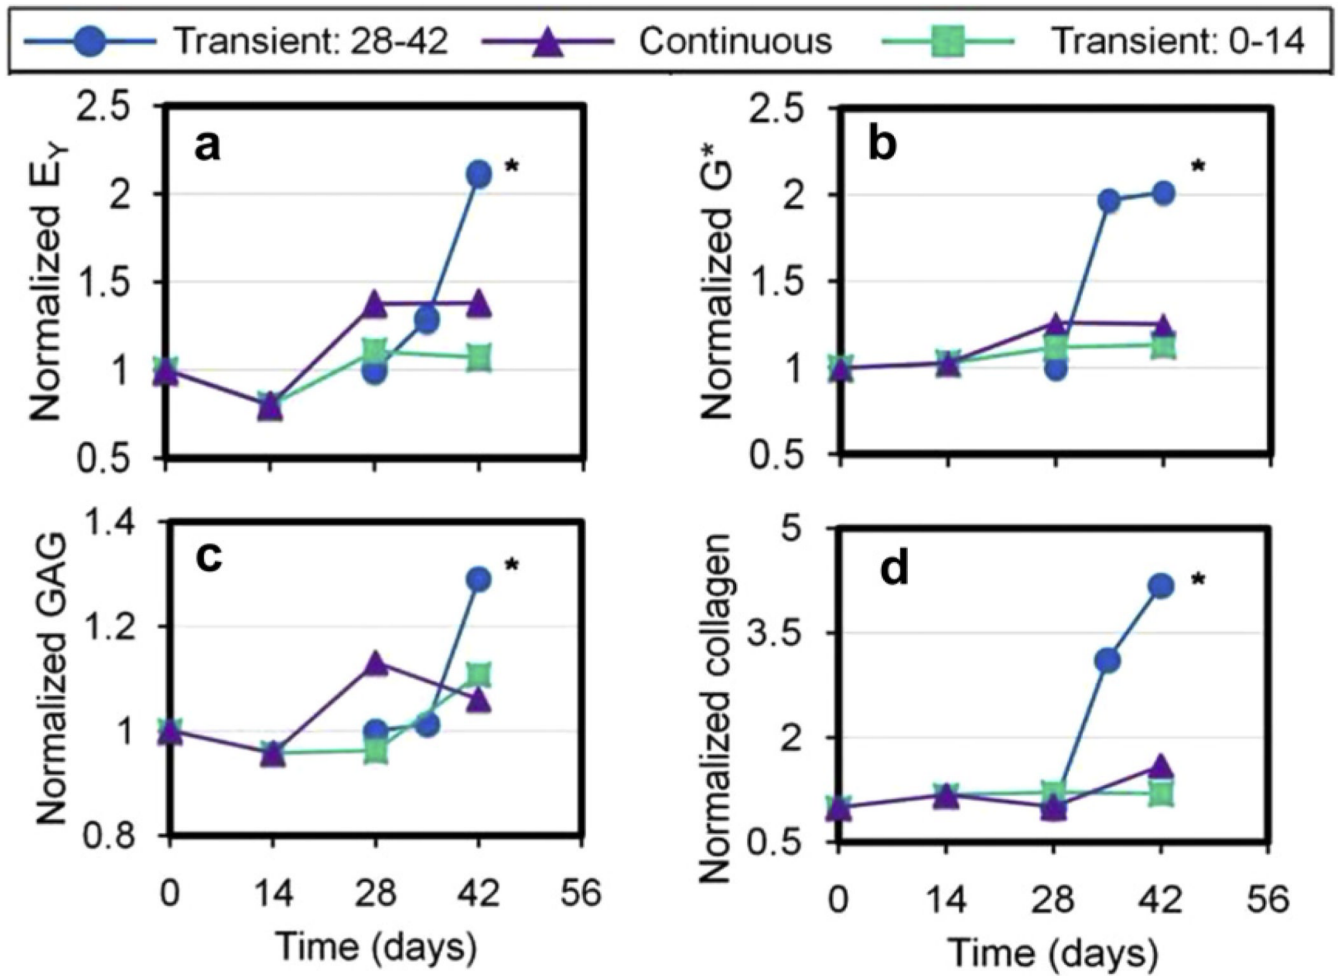 Transient: 28-42 Continuous Transient: 0-14
a
Normalized E_Y
2.5
2
1.5
1
0.5
*
b
Normalized G*
2.5
2
1.5
1
0.5
*
c
Normalized GAG
1.4
1.2
1
0.8
*
0 14 28 42 56
Time (days)
d
Normalized collagen
5
3.5
2
0.5
*
0 14 28 42 56
Time (days)